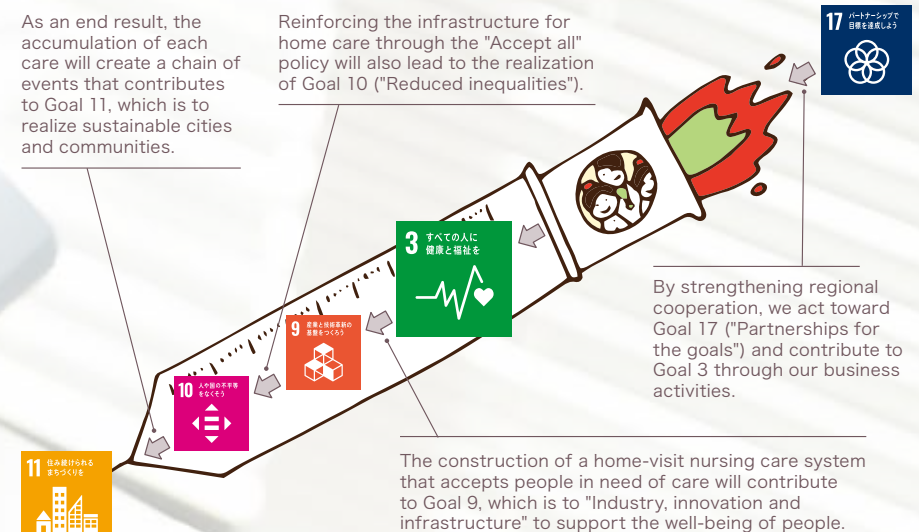 As an end result, the
accumulation of each
care will create a chain of
events that contributes
to Goal 11, which is to
realize sustainable cities
and communities.
Reinforcing the infrastructure for
home care through the "Accept all"
policy will also lead to the realization
of Goal 10 ("Reduced inequalities").
17 パートナーシップで
目標を達成しよう
3 すべての人に
健康と福祉を
9 産業と技術革新の
基盤をつくろう
10 人や国の不平等
をなくそう
11 住み続けられる
まちづくりを
By strengthening regional
cooperation, we act toward
Goal 17 ("Partnerships for
the goals") and contribute to
Goal 3 through our business
activities.
The construction of a home-visit nursing care system
that accepts people in need of care will contribute
to Goal 9, which is to "Industry, innovation and
infrastructure" to support the well-being of people.